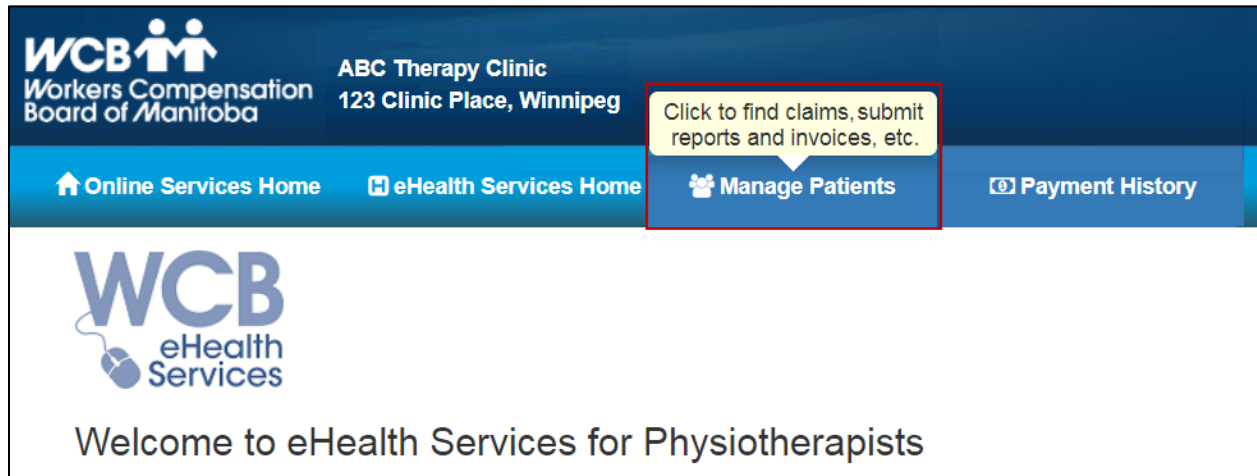 WCB
Workers Compensation
Board of Manitoba
ABC Therapy Clinic
123 Clinic Place, Winnipeg
Click to find claims, submit
reports and invoices, etc.
Online Services Home
eHealth Services Home
Manage Patients
Payment History
WCB
eHealth
Services
Welcome to eHealth Services for Physiotherapists